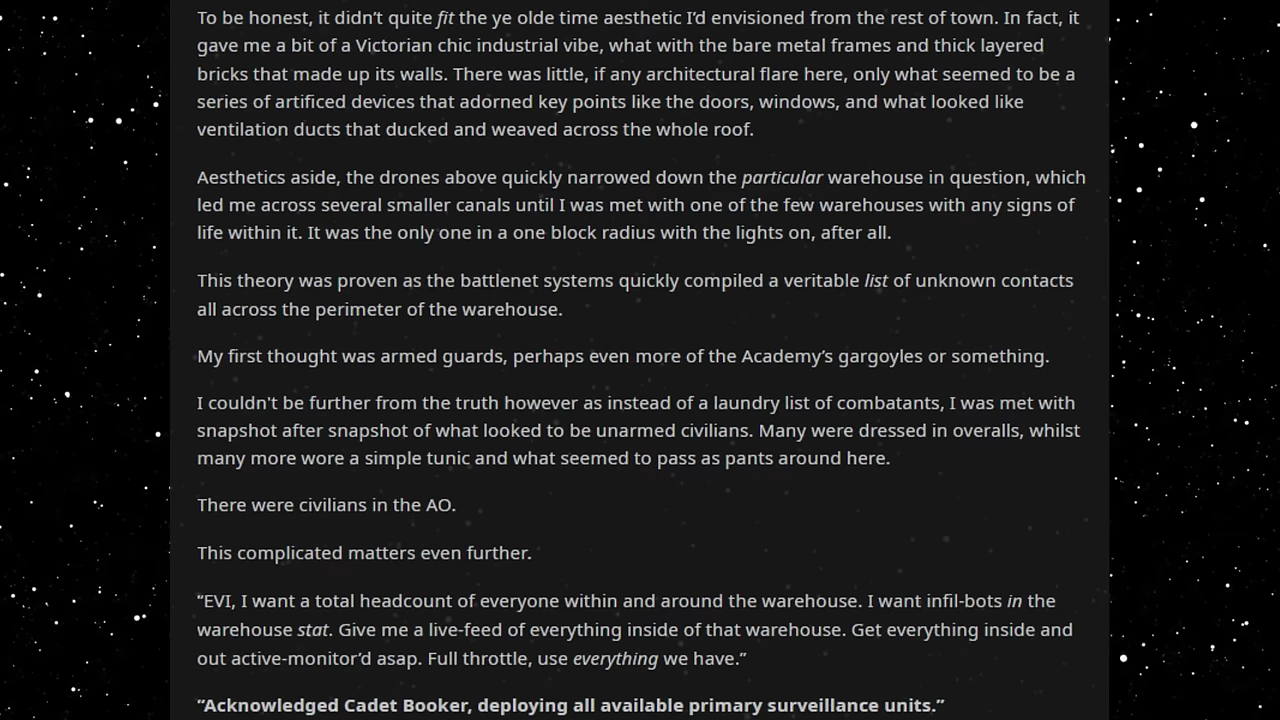 To be honest, it didn’t quite fit the ye olde time aesthetic I’d envisioned from the rest of town. In fact, it
gave me a bit of a Victorian chic industrial vibe, what with the bare metal frames and thick layered
bricks that made up its walls. There was little, if any architectural flare here, only what seemed to be a
series of artificed devices that adorned key points like the doors, windows, and what looked like
ventilation ducts that ducked and weaved across the whole roof.
Aesthetics aside, the drones above quickly narrowed down the particular warehouse in question, which
led me across several smaller canals until I was met with one of the few warehouses with any signs of
life within it. It was the only one in a one block radius with the lights on, after all.
This theory was proven as the battlenet systems quickly compiled a veritable list of unknown contacts
all across the perimeter of the warehouse.
My first thought was armed guards, perhaps even more of the Academy’s gargoyles or something.
I couldn't be further from the truth however as instead of a laundry list of combatants, I was met with
snapshot after snapshot of what looked to be unarmed civilians. Many were dressed in overalls, whilst
many more wore a simple tunic and what seemed to pass as pants around here.
There were civilians in the AO.
This complicated matters even further.
“EVI, I want a total headcount of everyone within and around the warehouse. I want infil-bots in the
warehouse stat. Give me a live-feed of everything inside of that warehouse. Get everything inside and
out active-monitor’d asap. Full throttle, use everything we have.”
“Acknowledged Cadet Booker, deploying all available primary surveillance units.”